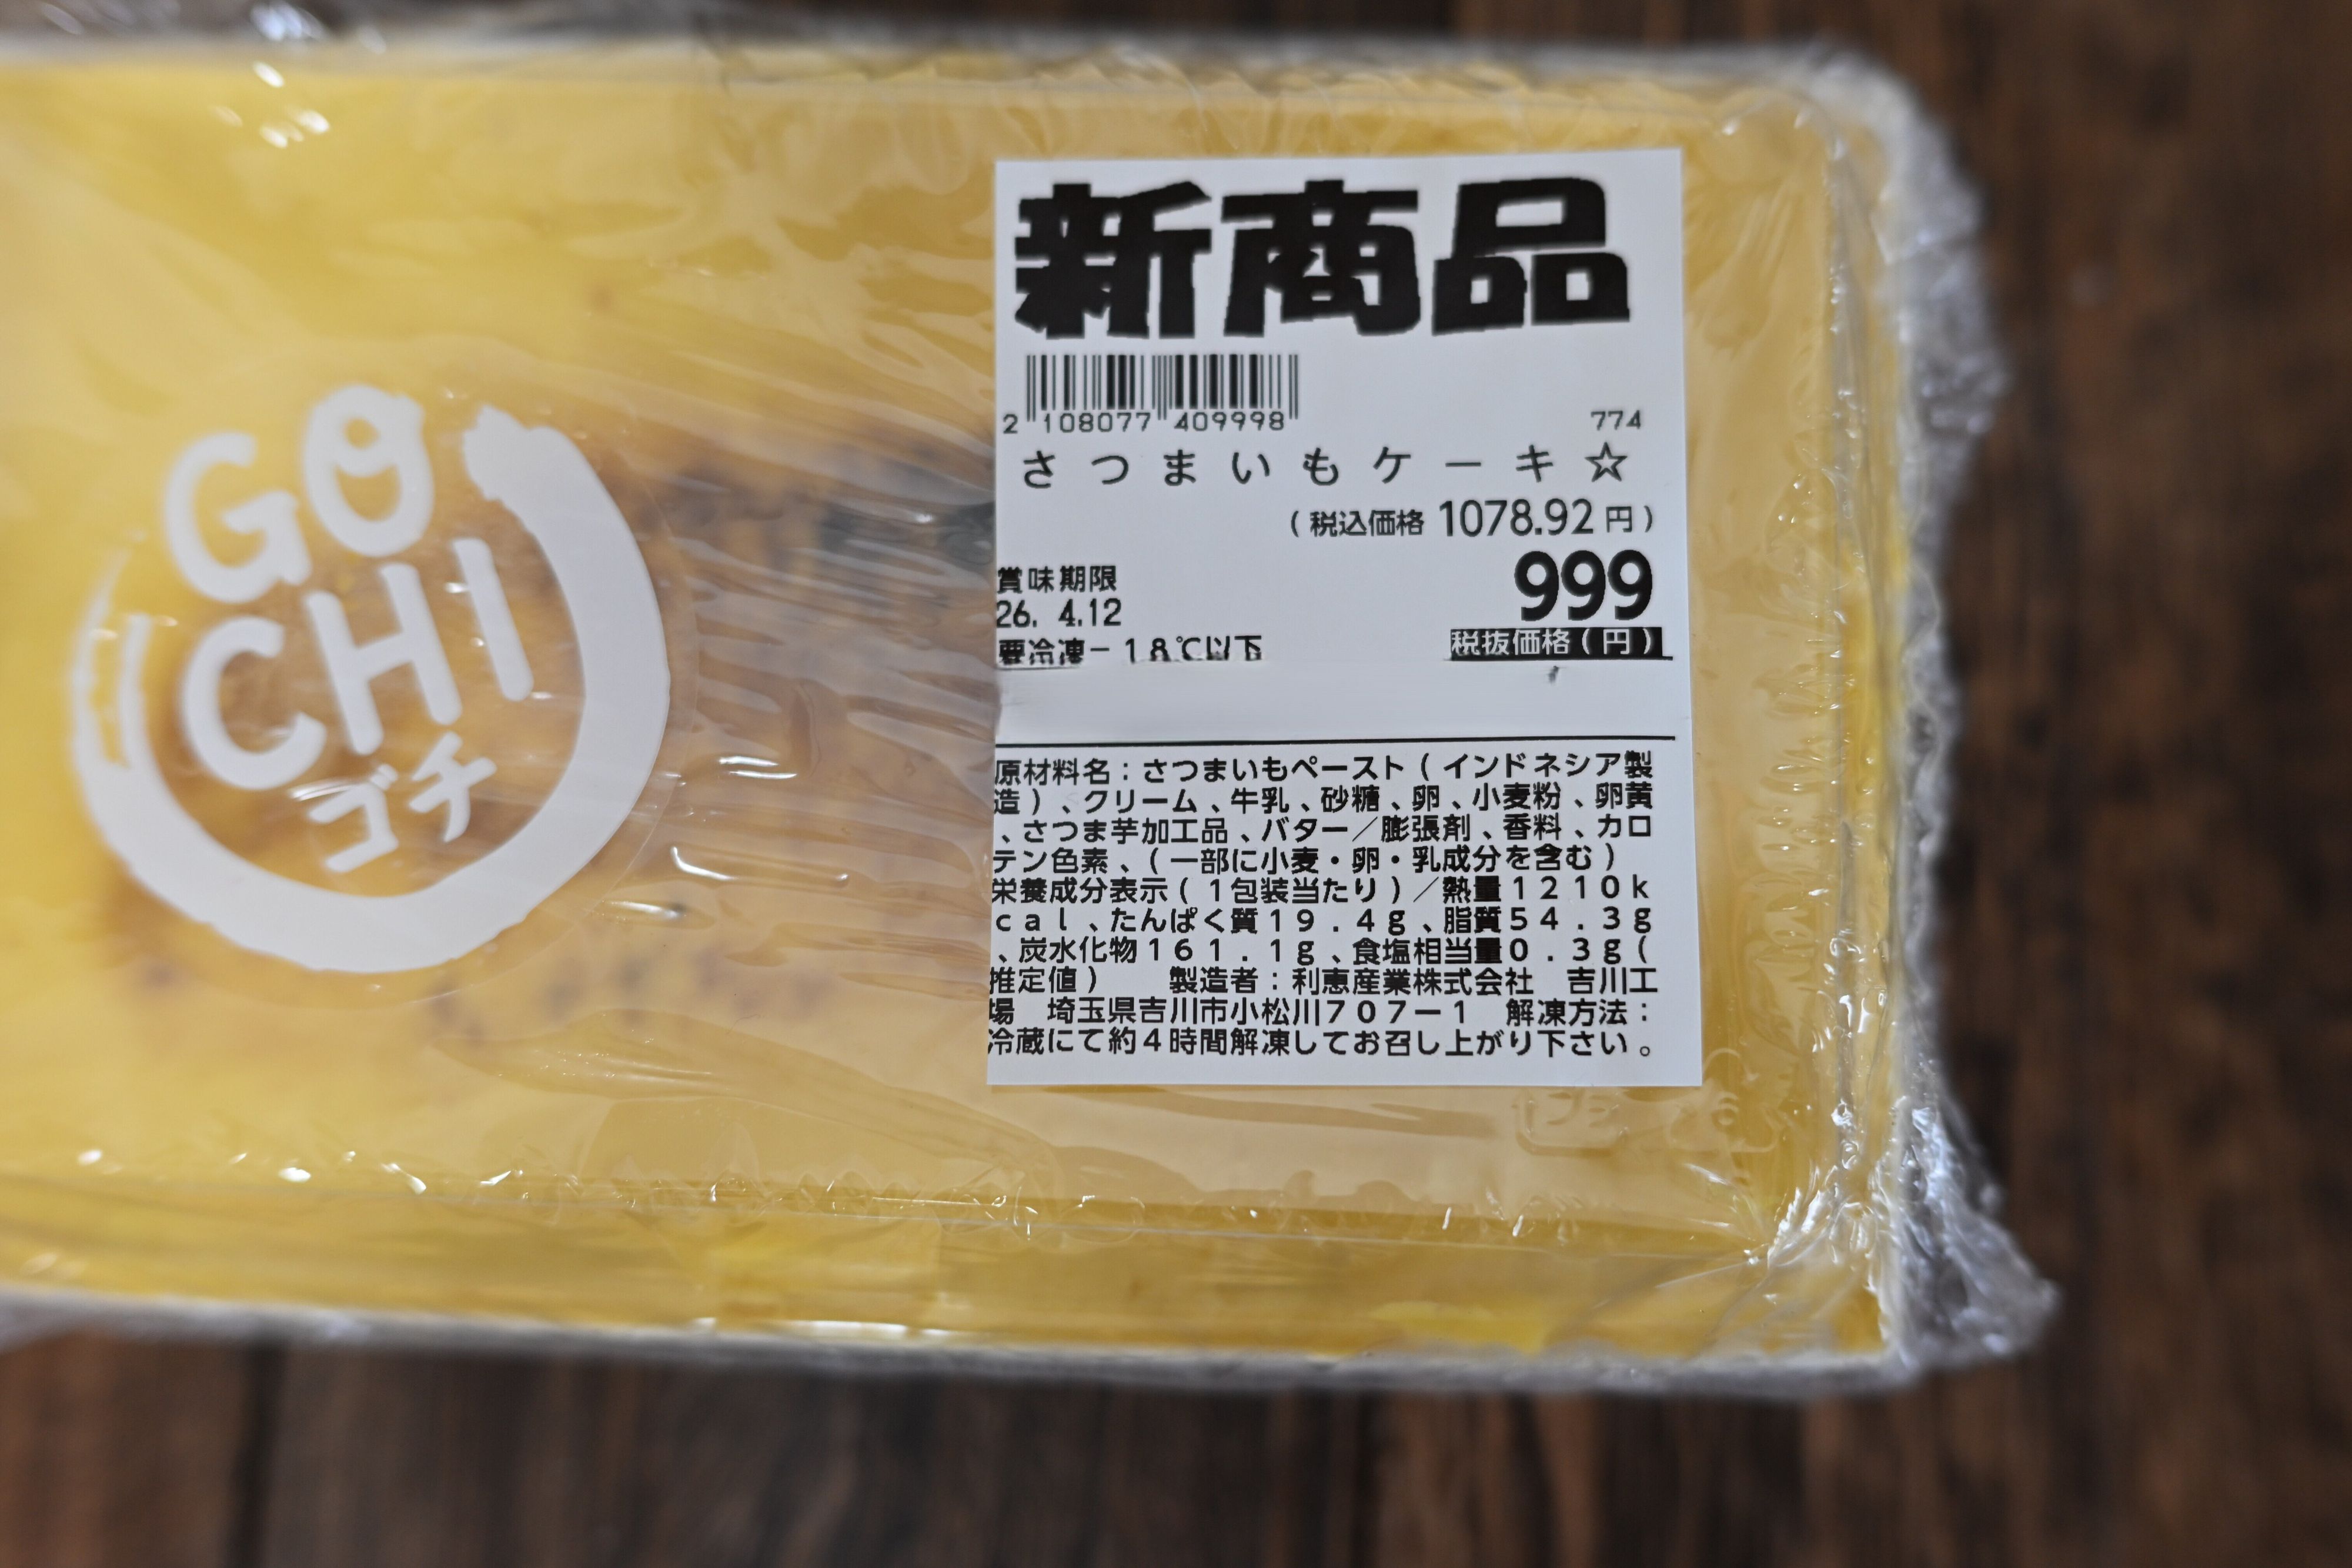 GO
CHI
ゴチ
新商品
2 108077 409998
774
さつまいもケーキ☆
(税込価格 1078.92円)
賞味期限
999
26. 4.12
税抜価格(円)
要冷凍-18℃以下
原材料名:さつまいもペースト(インドネシア製
造)、クリーム、牛乳、砂糖、卵、小麦粉、卵黄
、さつま芋加工品、バター/膨張剤、香料、カロ
テン色素、(一部に小麦・卵・乳成分を含む)
栄養成分表示(1包装当たり)/熱量1210k
cal、たんぱく質19.4g、脂質54.3g
、炭水化物161.1g、食塩相当量0.3g(
推定値) 製造者:利恵産業株式会社 吉川工
場 埼玉県吉川市小松川707ー1 解凍方法:
冷蔵にて約4時間解凍してお召し上がり下さい。